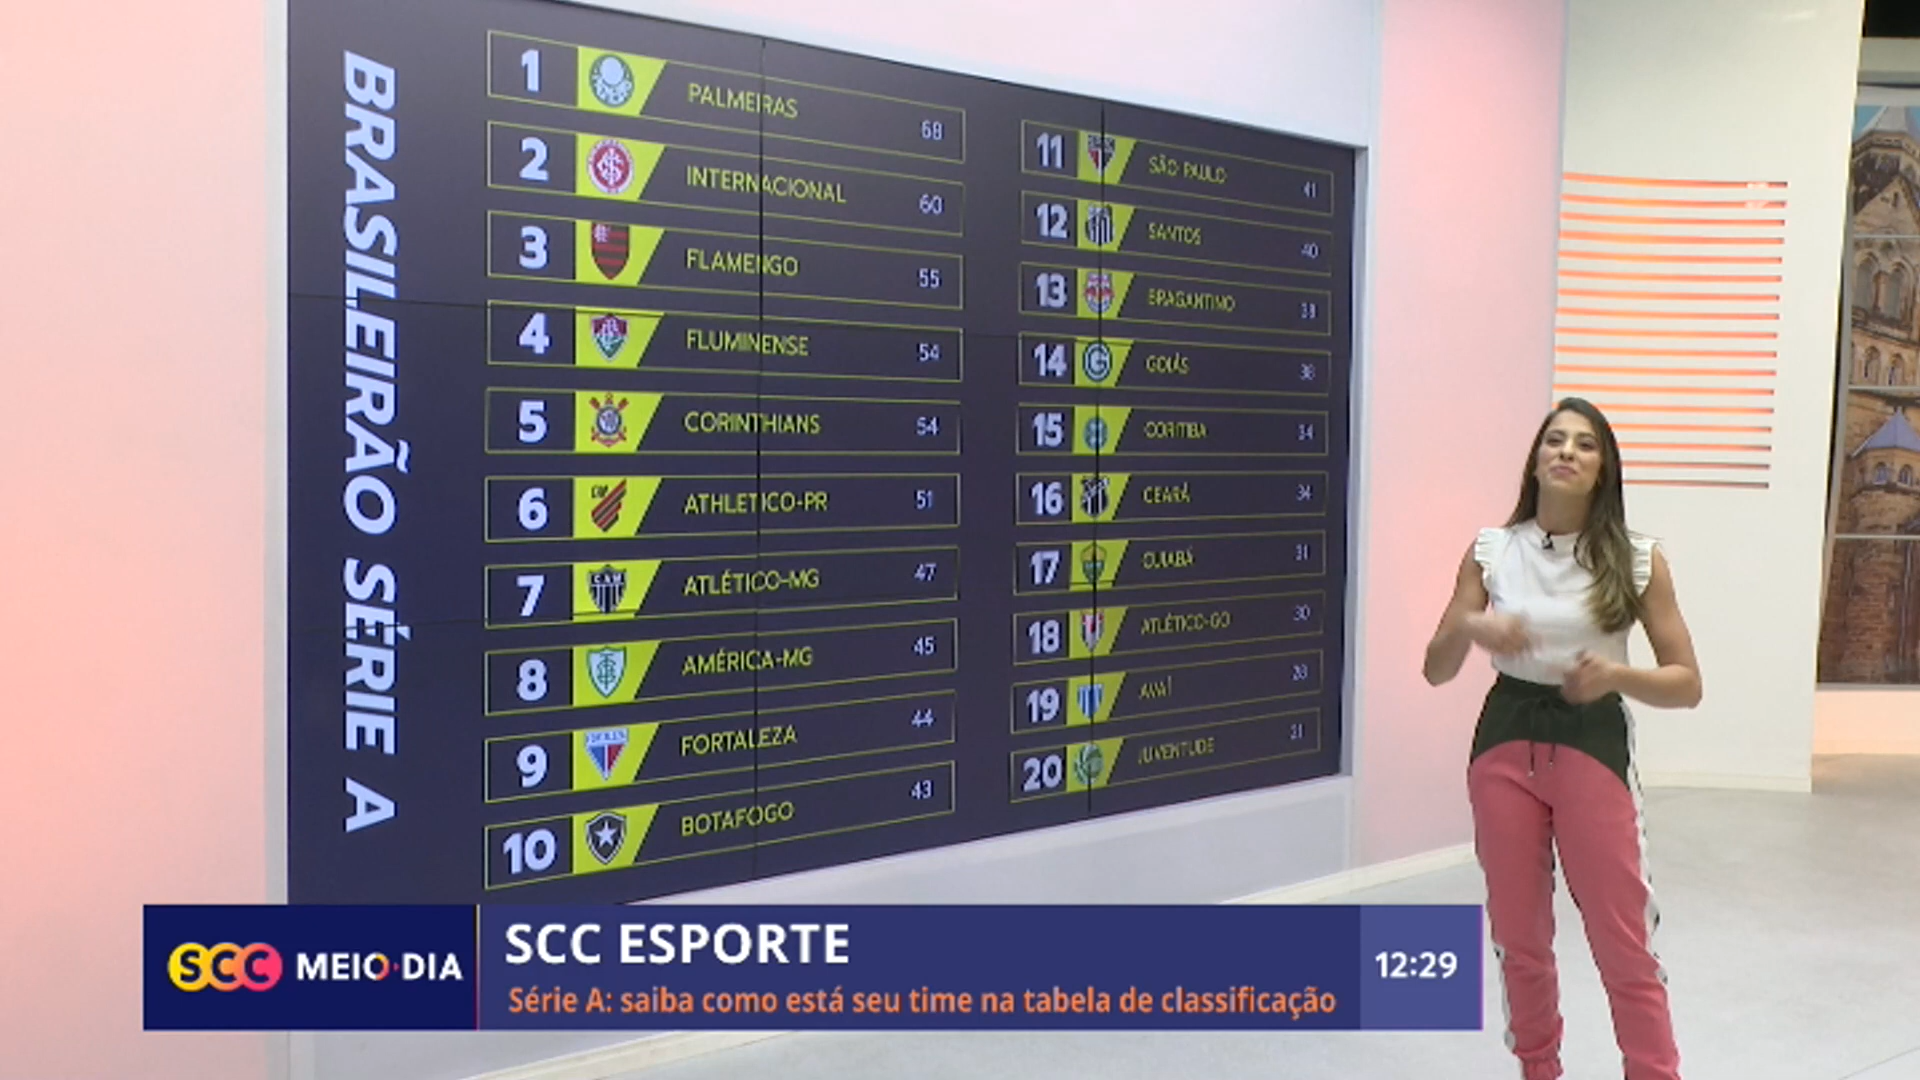 BRASILEIRÃO SÉRIE A
1 PALMEIRAS 68
2 INTERNACIONAL 60
3 FLAMENGO 55
4 FLUMINENSE 54
5 CORINTHIANS 54
6 ATHLETICO-PR 51
7 ATLÉTICO-MG 47
8 AMÉRICA-MG 45
9 FORTALEZA 44
10 BOTAFOGO 43
11 SÃO PAULO 41
12 SANTOS 40
13 BRAGANTINO 38
14 GOIÁS 36
15 CORITIBA 34
16 CEARÁ 34
17 CUIABÁ 31
18 ATLÉTICO-GO 30
19 AVAÍ 28
20 JUVENTUDE 21
SCC MEIO-DIA
SCC ESPORTE
Série A: saiba como está seu time na tabela de classificação
12:29